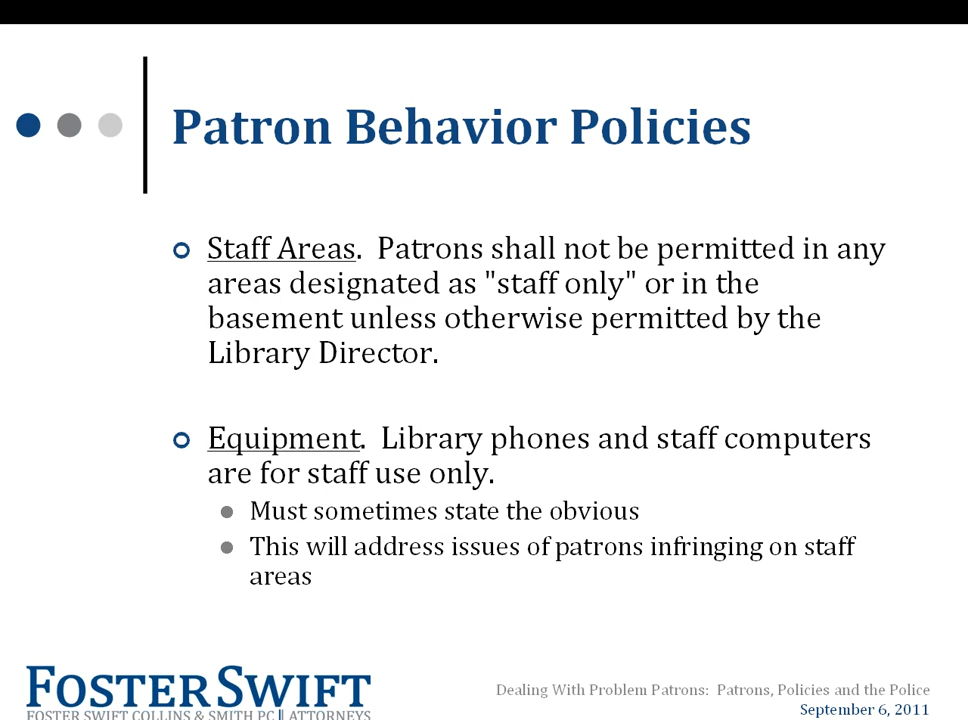 Patron Behavior Policies
Staff Areas.  Patrons shall not be permitted in any
areas designated as "staff only" or in the
basement unless otherwise permitted by the
Library Director.
Equipment.  Library phones and staff computers
are for staff use only.
Must sometimes state the obvious
This will address issues of patrons infringing on staff
areas
FOSTER SWIFT
FOSTER SWIFT COLLINS & SMITH PC || ATTORNEYS
Dealing With Problem Patrons:  Patrons, Policies and the Police
September 6, 2011